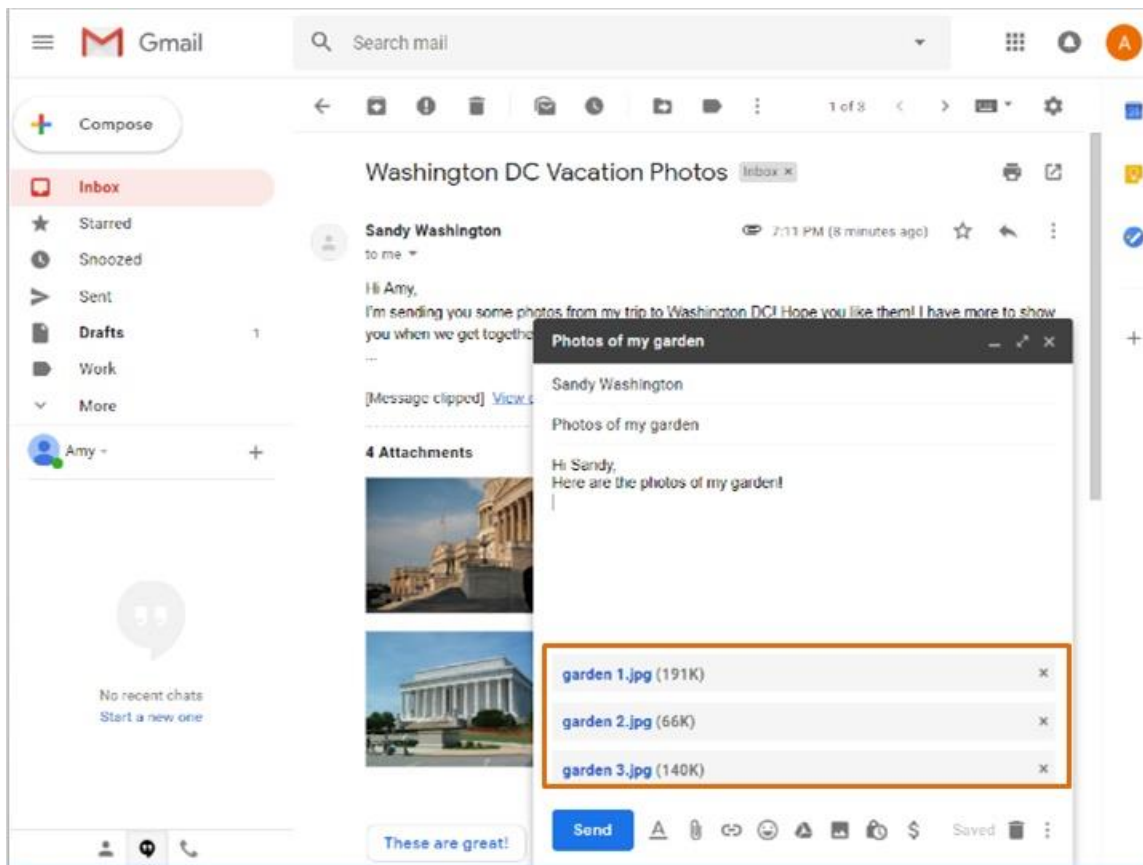 Gmail
Search mail
A
Compose
1 of 3
Inbox
Starred
Snoozed
Sent
Drafts 1
Work
More
Amy
No recent chats
Start a new one
Washington DC Vacation Photos Inbox ×
Sandy Washington 7:11 PM (8 minutes ago)
to me
Hi Amy,
I'm sending you some photos from my trip to Washington DC! Hope you like them! I have more to show
you when we get togethe
...
[Message clipped] View e
4 Attachments
These are great!
Photos of my garden
Sandy Washington
Photos of my garden
Hi Sandy,
Here are the photos of my garden!
garden 1.jpg (191K)
garden 2.jpg (66K)
garden 3.jpg (140K)
Send A $ Saved